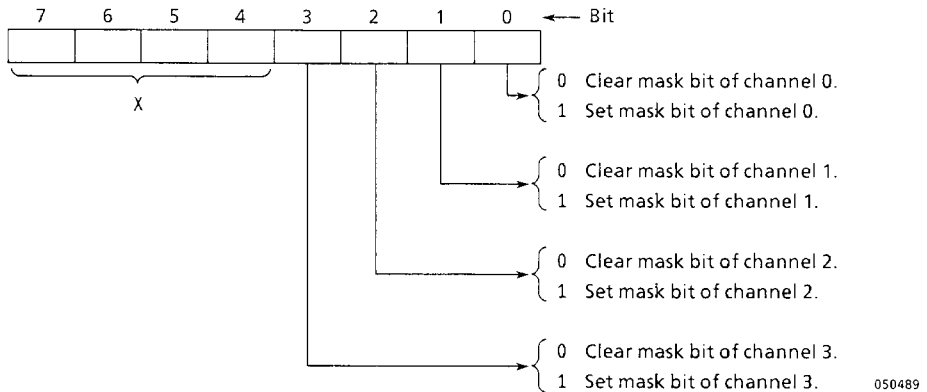 7 6 5 4 3 2 1 0 ← Bit
X
0 Clear mask bit of channel 0.
1 Set mask bit of channel 0.
0 Clear mask bit of channel 1.
1 Set mask bit of channel 1.
0 Clear mask bit of channel 2.
1 Set mask bit of channel 2.
0 Clear mask bit of channel 3.
1 Set mask bit of channel 3.
050489